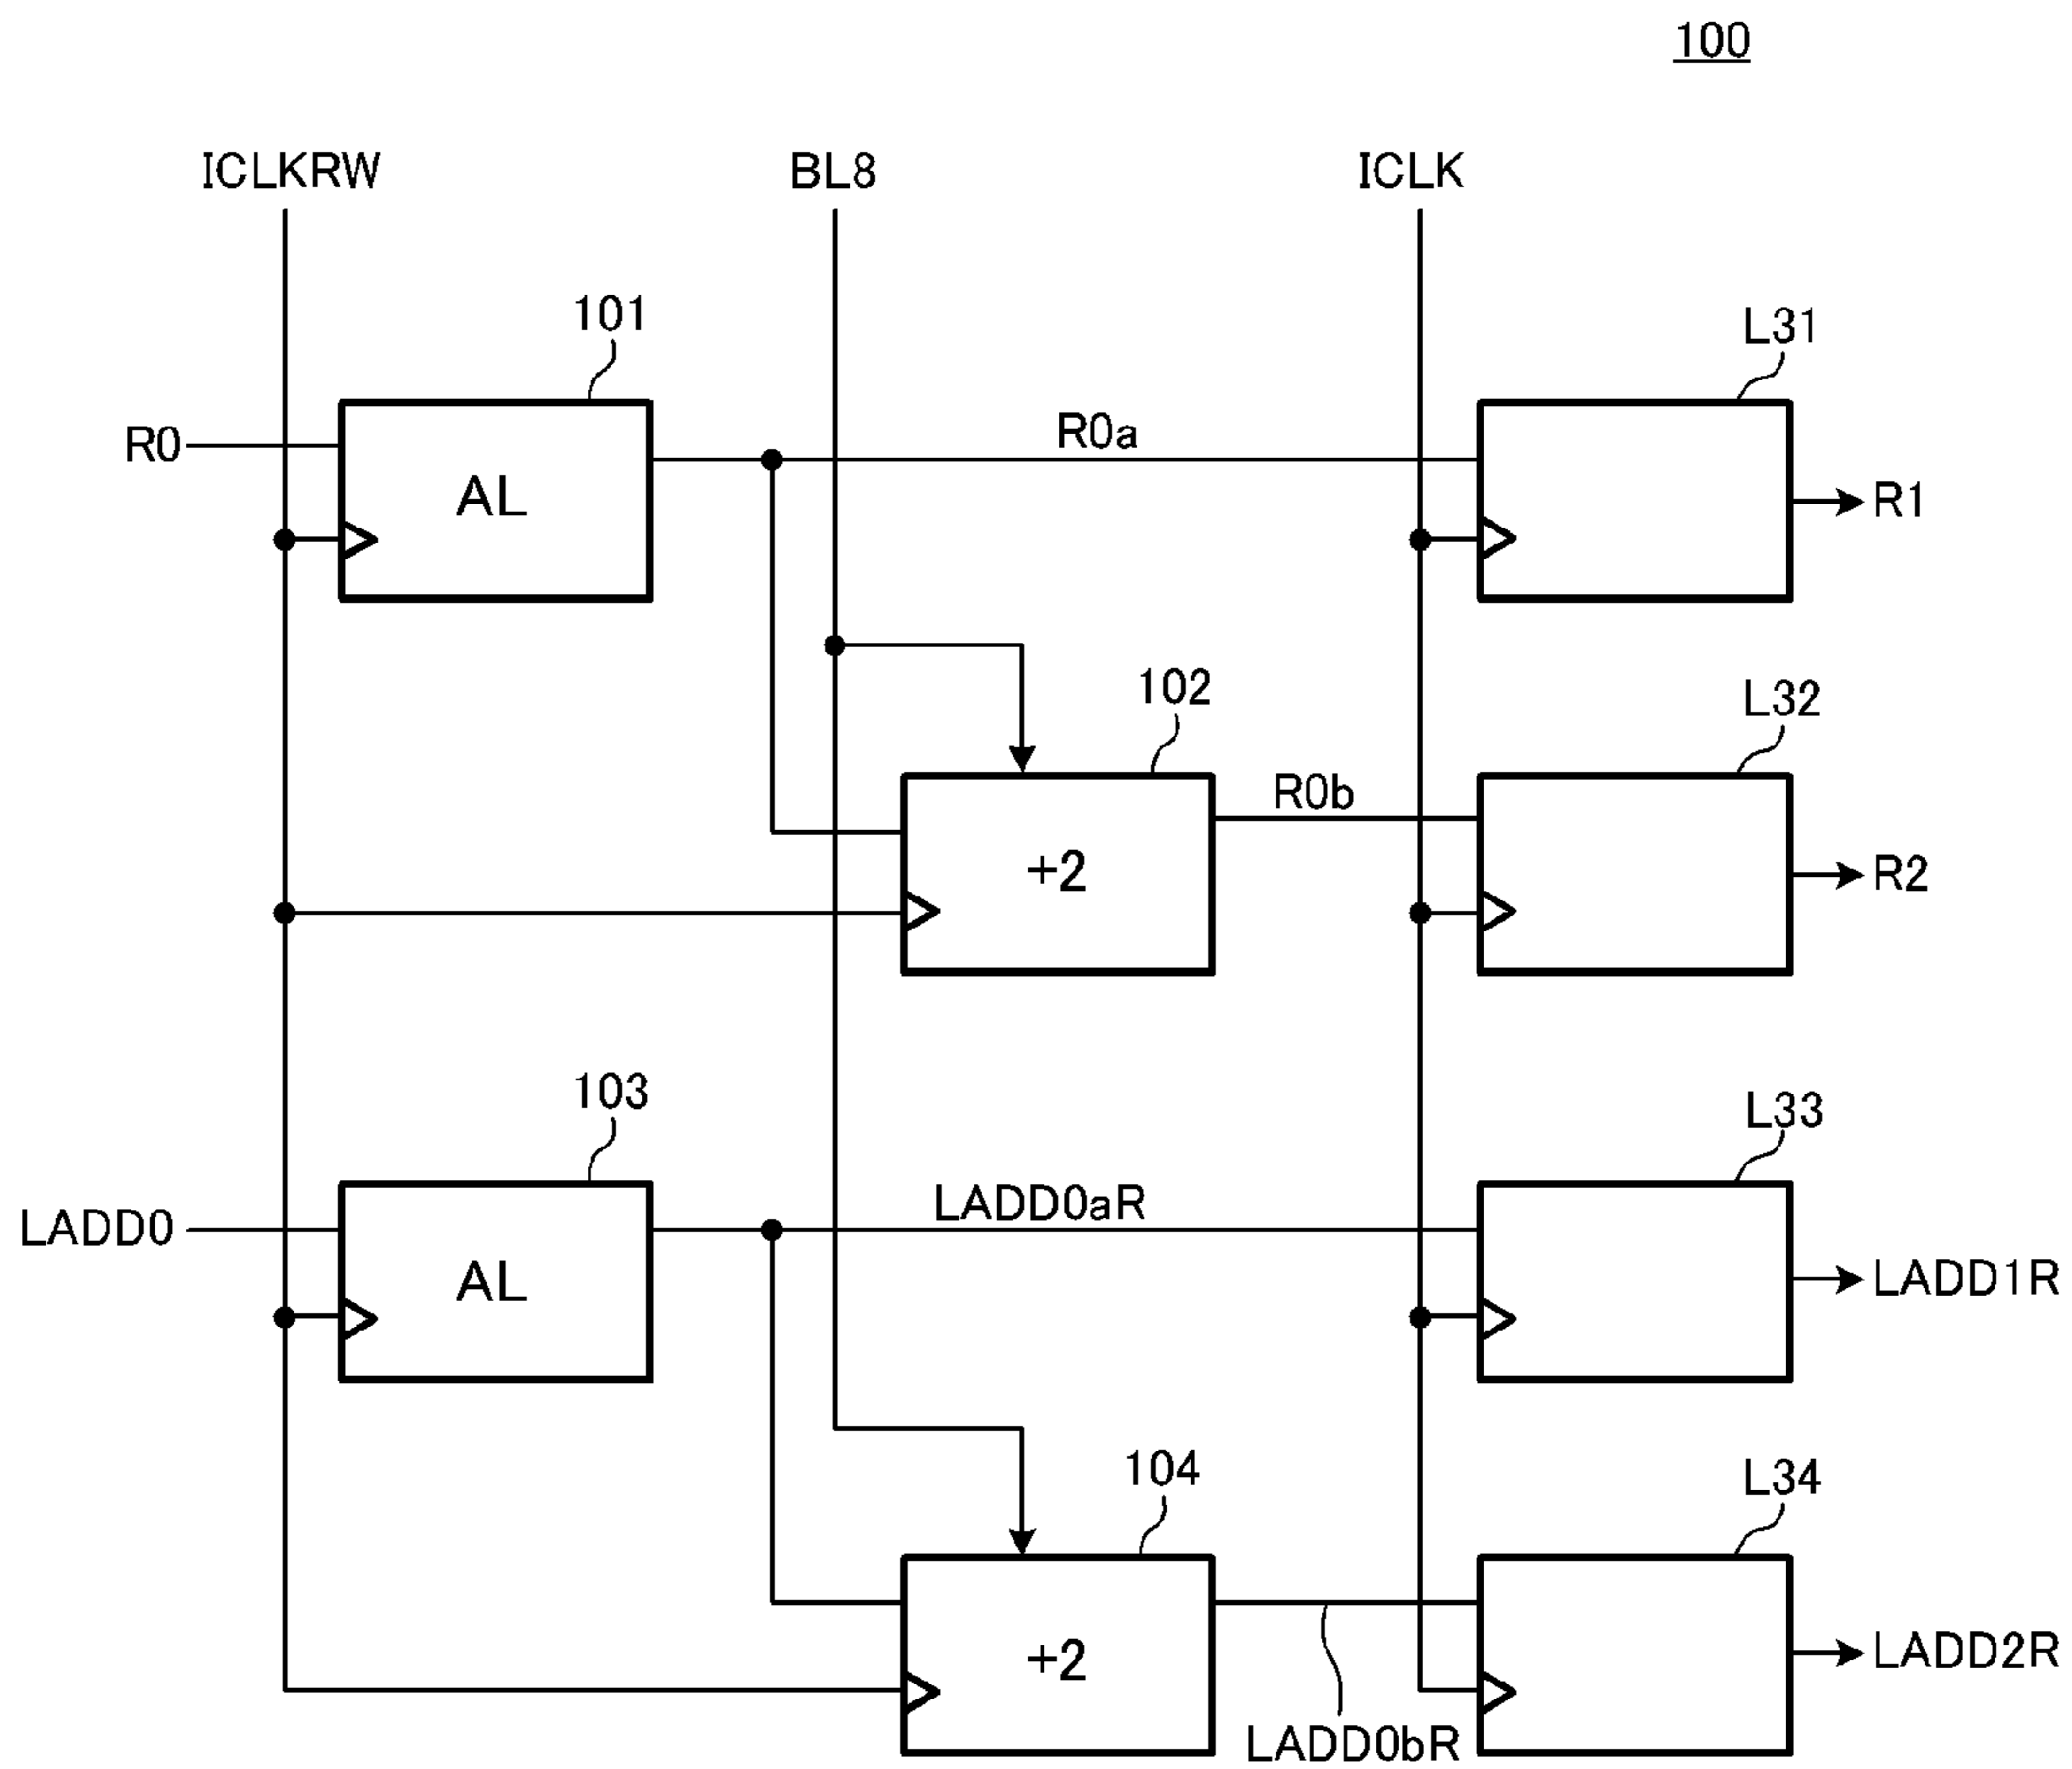 100
ICLKRW
BL8
ICLK
101
L31
R0
R0a
AL
R1
102
L32
R0b
+2
R2
103
L33
LADD0
LADD0aR
AL
LADD1R
104
L34
+2
LADD2R
LADD0bR